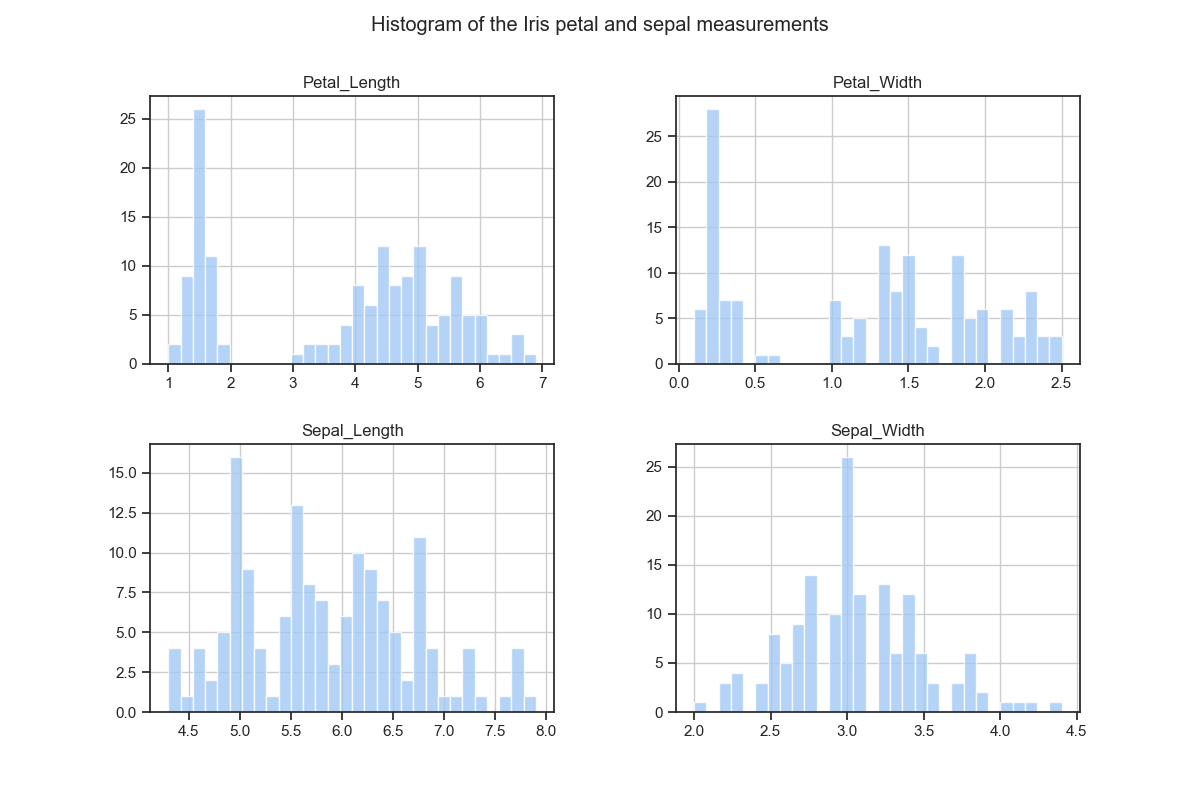 Histogram of the Iris petal and sepal measurements
Petal_Length
25
20
15
10
5
0
1 2 3 4 5 6 7
Petal_Width
25
20
15
10
5
0
0.0 0.5 1.0 1.5 2.0 2.5
Sepal_Length
15.0
12.5
10.0
7.5
5.0
2.5
0.0
4.5 5.0 5.5 6.0 6.5 7.0 7.5 8.0
Sepal_Width
25
20
15
10
5
0
2.0 2.5 3.0 3.5 4.0 4.5